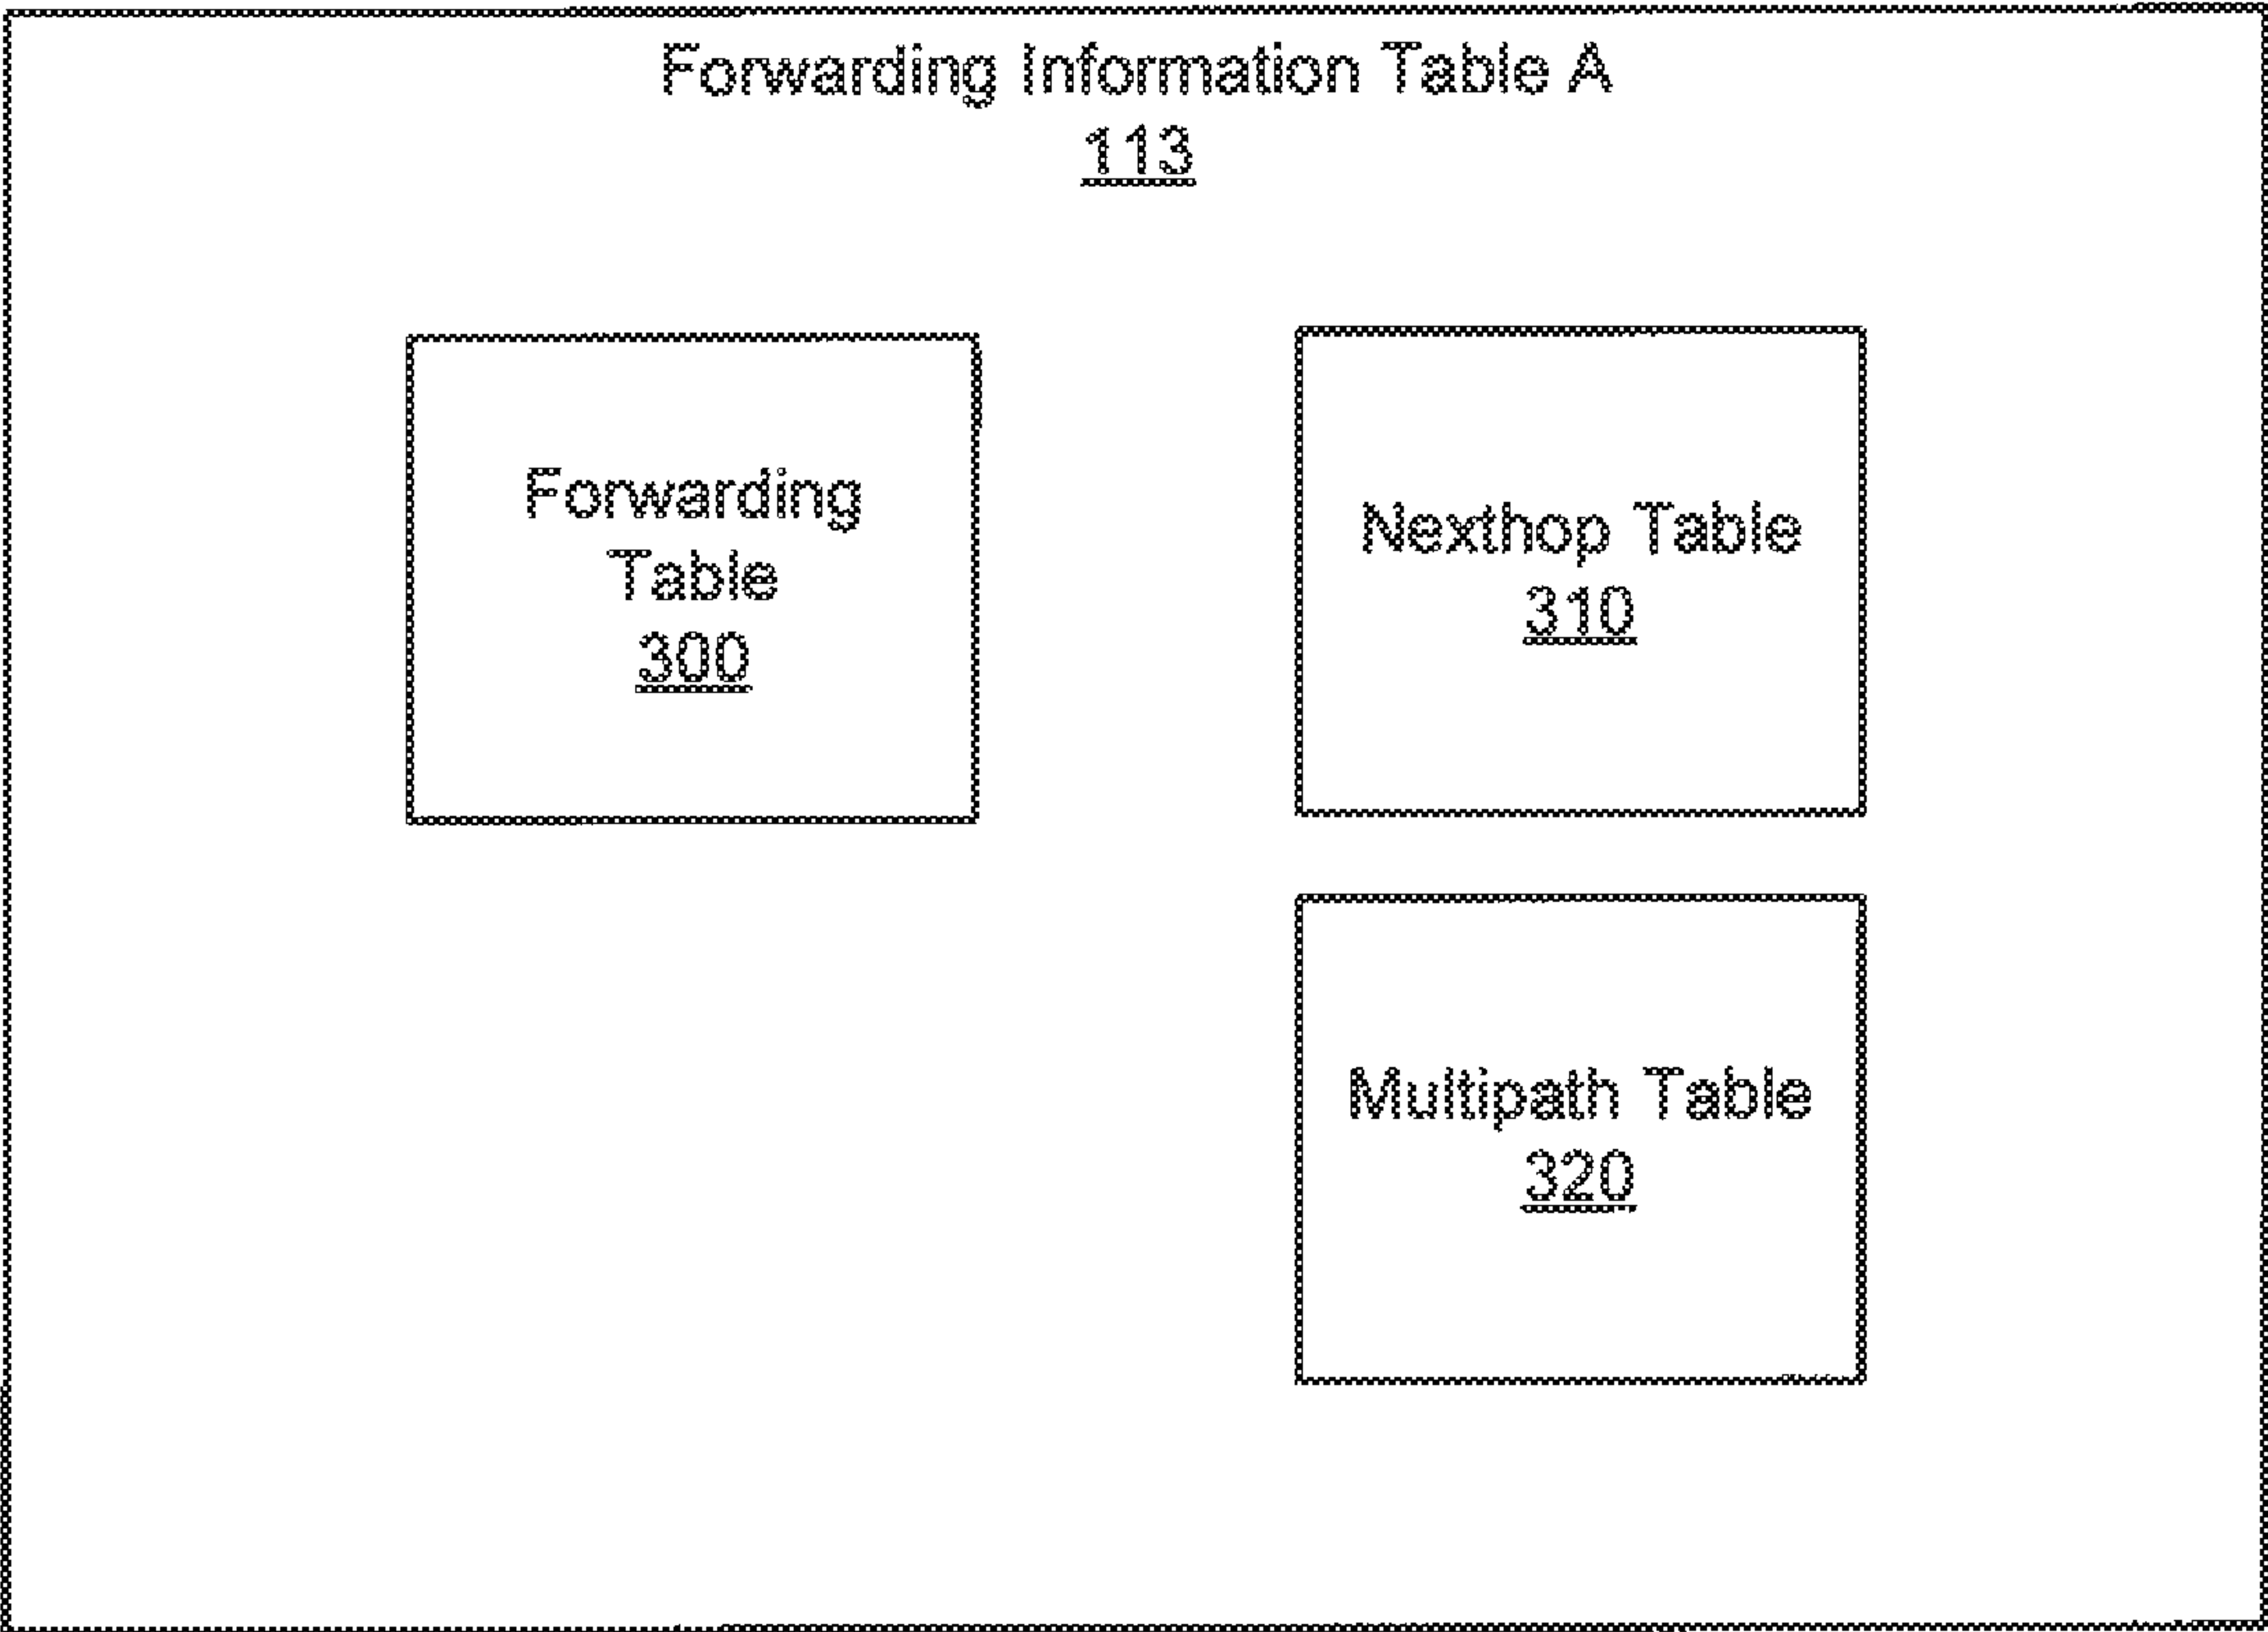 Forwarding Information Table A
113
Forwarding
Table
300
Nexthop Table
310
Multipath Table
320